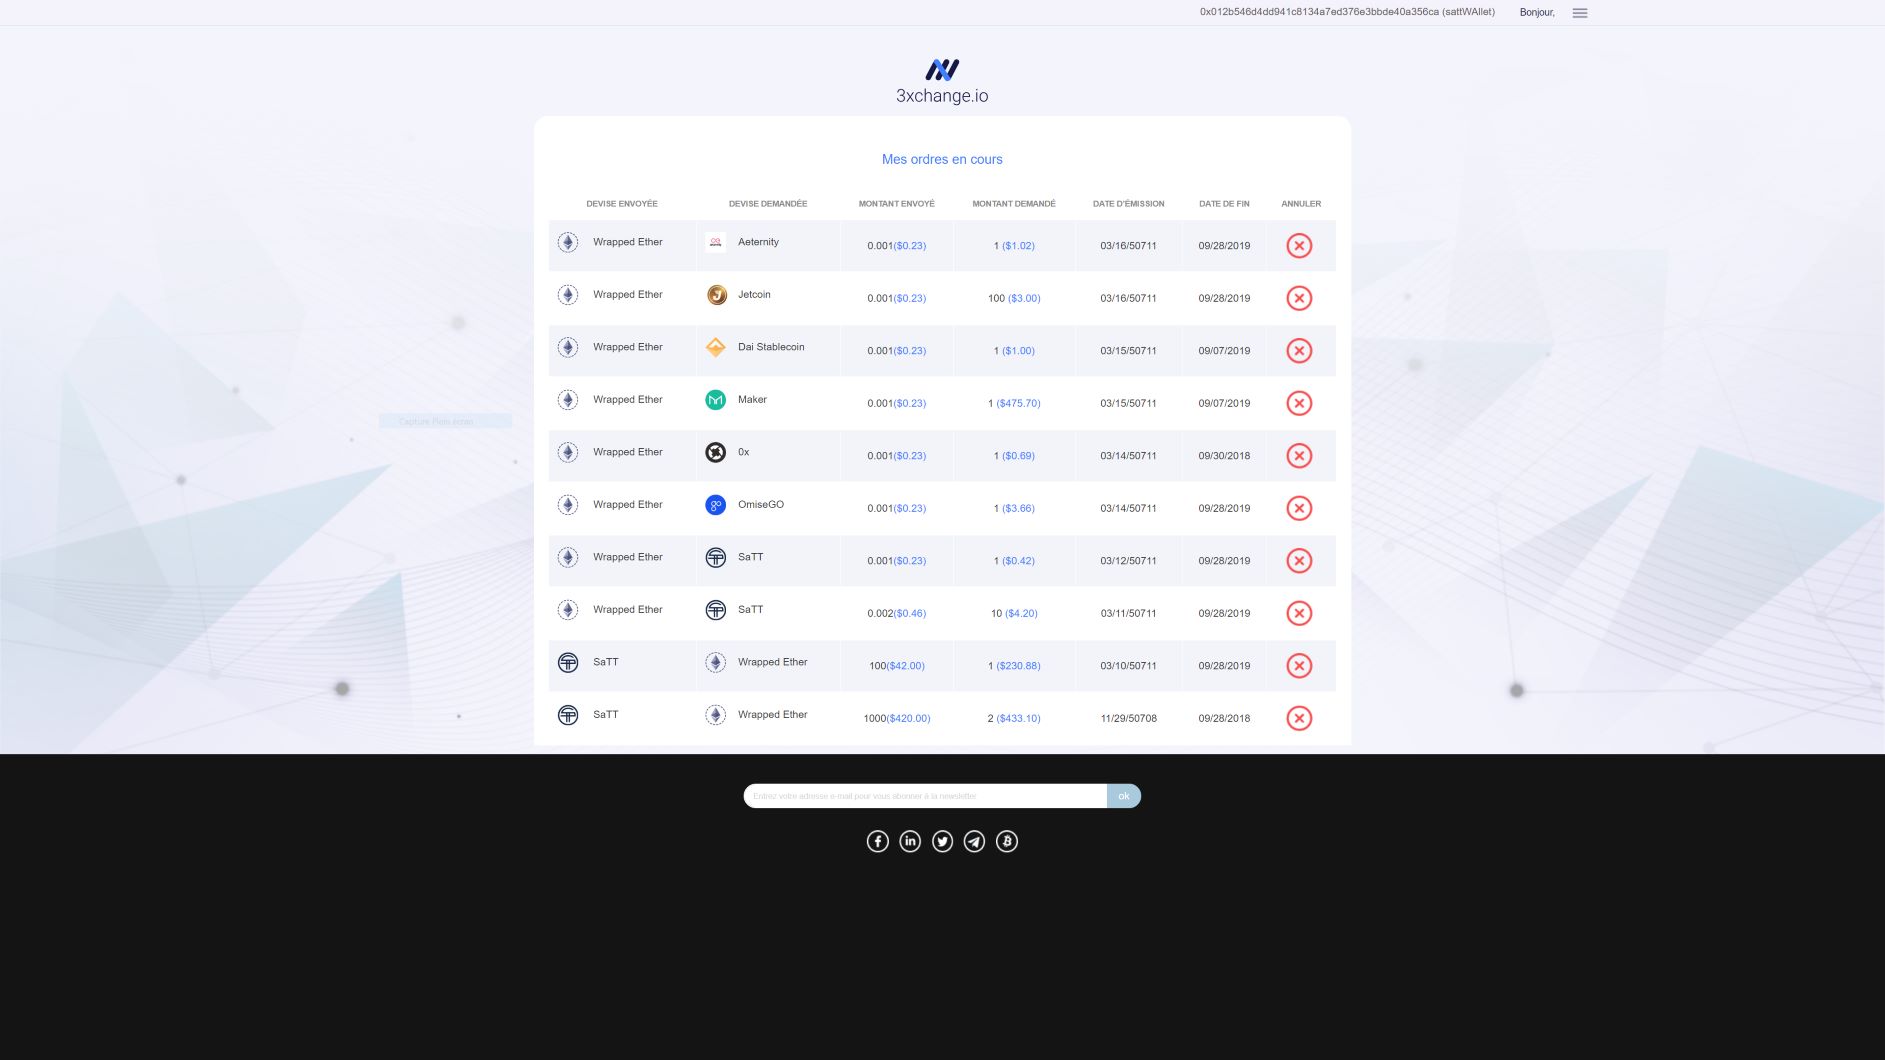 0x012b546d4dd941c8134a7ed376e3bbde40a356ca (sattWAllet) Bonjour,
3xchange.io
Mes ordres en cours
DEVISE ENVOYÉE DEVISE DEMANDÉE MONTANT ENVOYÉ MONTANT DEMANDÉ DATE D'ÉMISSION DATE DE FIN ANNULER
Wrapped Ether Aeternity 0.001($0.23) 1 ($1.02) 03/16/50711 09/28/2019
Wrapped Ether Jetcoin 0.001($0.23) 100 ($3.00) 03/16/50711 09/28/2019
Wrapped Ether Dai Stablecoin 0.001($0.23) 1 ($1.00) 03/15/50711 09/07/2019
Wrapped Ether Maker 0.001($0.23) 1 ($475.70) 03/15/50711 09/07/2019
Capture Plein écran
Wrapped Ether 0x 0.001($0.23) 1 ($0.69) 03/14/50711 09/30/2018
Wrapped Ether OmiseGO 0.001($0.23) 1 ($3.66) 03/14/50711 09/28/2019
Wrapped Ether SaTT 0.001($0.23) 1 ($0.42) 03/12/50711 09/28/2019
Wrapped Ether SaTT 0.002($0.46) 10 ($4.20) 03/11/50711 09/28/2019
SaTT Wrapped Ether 100($42.00) 1 ($230.88) 03/10/50711 09/28/2019
SaTT Wrapped Ether 1000($420.00) 2 ($433.10) 11/29/50708 09/28/2018
Entrez votre adresse e-mail pour vous abonner à la newsletter ok